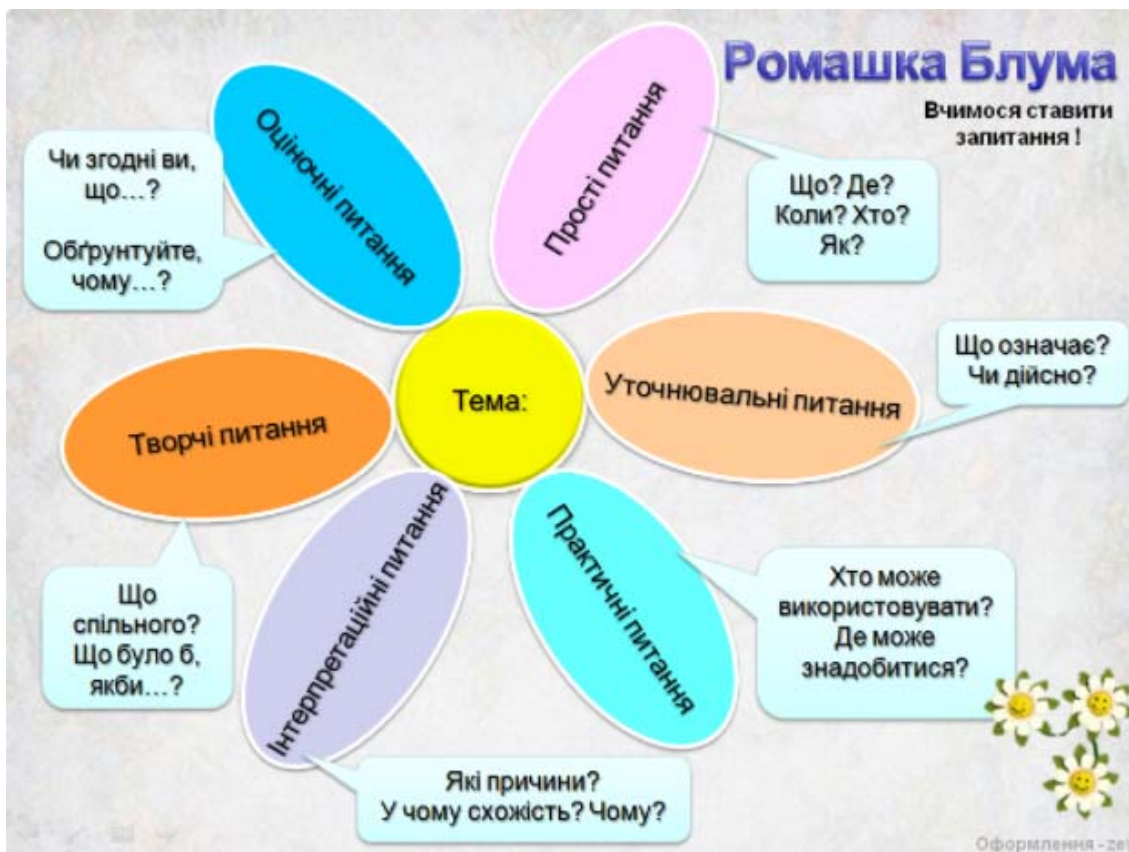 Ромашка Блума
Вчимося ставити
запитання !
Оціночні питання
Чи згодні ви,
що...?
Обґрунтуйте,
чому...?
Прості питання
Що? Де?
Коли? Хто?
Як?
Уточнювальні питання
Що означає?
Чи дійсно?
Тема:
Творчі питання
Що
спільного?
Що було б,
якби...?
Інтерпретаційні питання
Які причини?
У чому схожість? Чому?
Практичні питання
Хто може
використовувати?
Де може
знадобитися?
Оформлення -